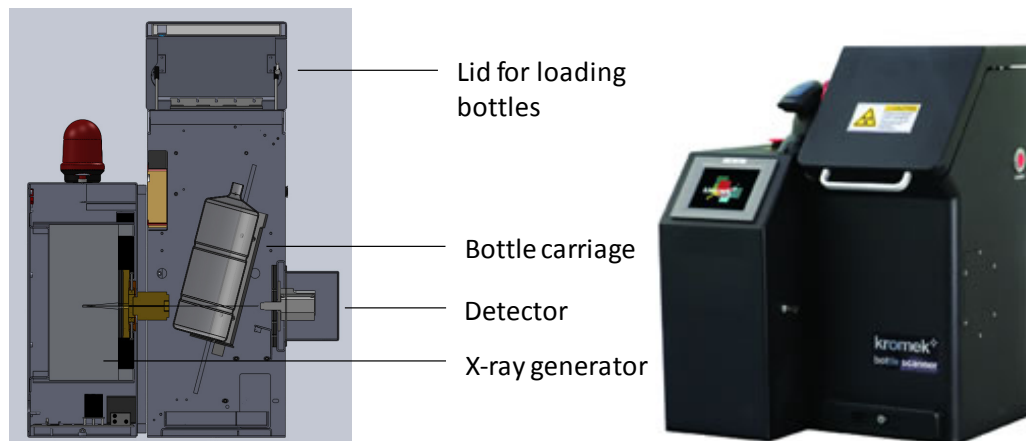 Lid for loading
bottles
Bottle carriage
Detector
X-ray generator
kromek
bottle scanner